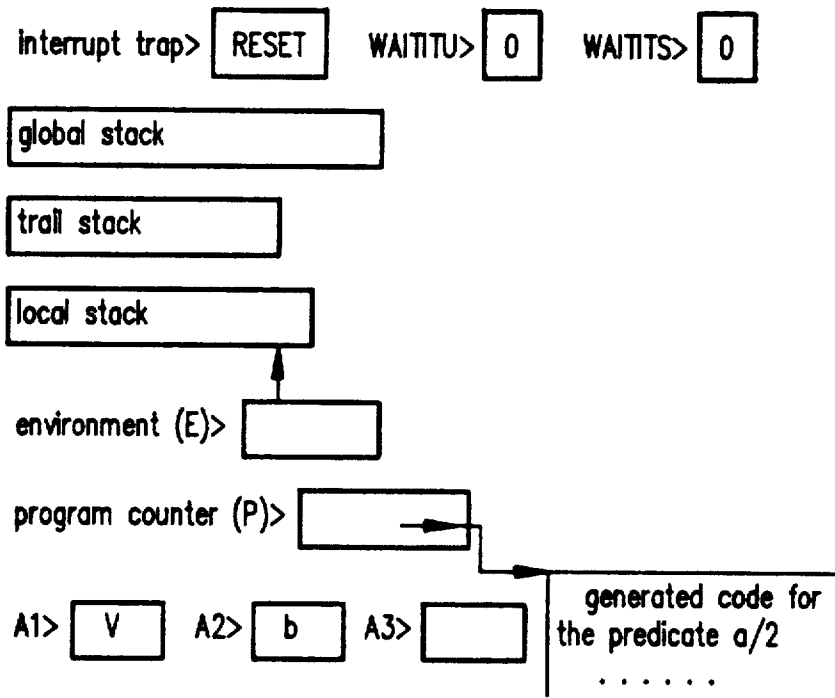 interrupt trap> RESET WAITITU> 0 WAITITS> 0
global stack
trail stack
local stack
environment (E)>
program counter (P)>
generated code for
A1> V A2> b A3> the predicate a/2
. . . . . .